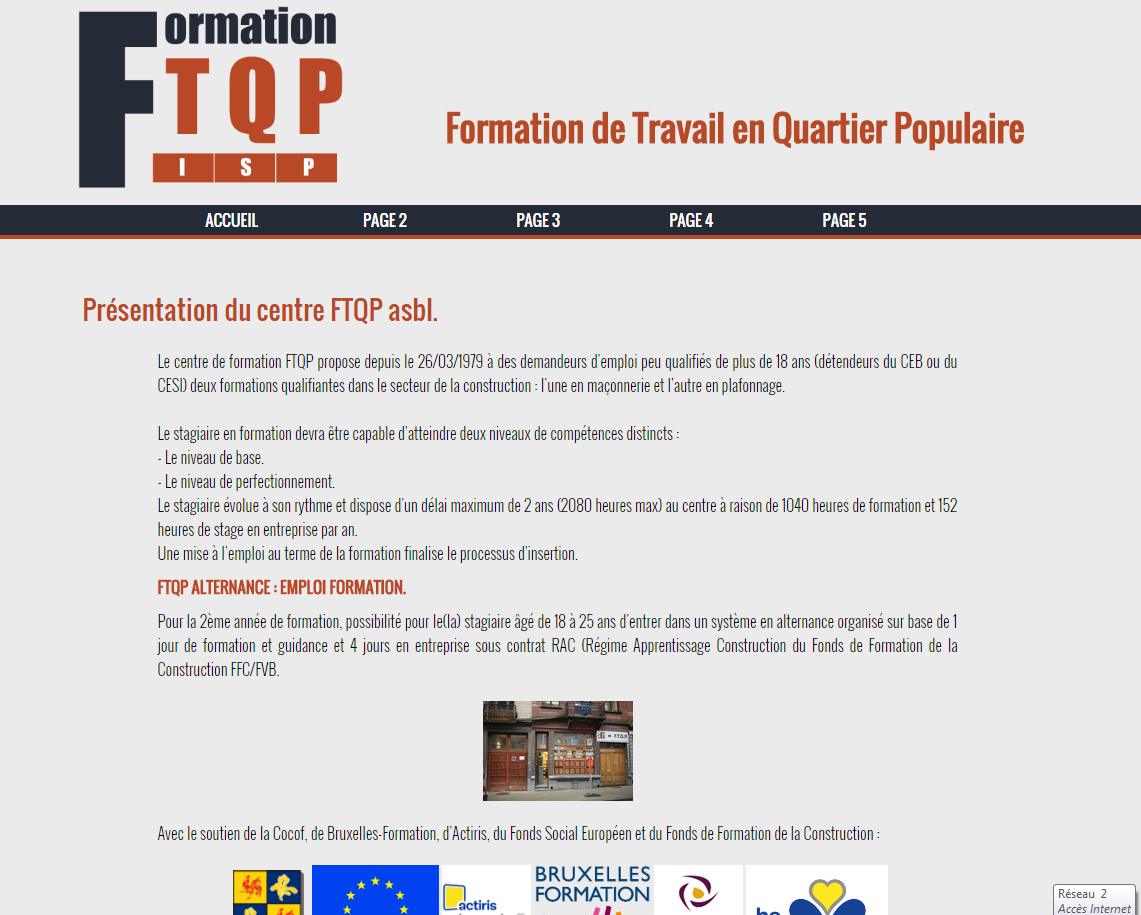 Formation
TQP
I S P
Formation de Travail en Quartier Populaire
ACCUEIL PAGE 2 PAGE 3 PAGE 4 PAGE 5
Présentation du centre FTQP asbl.
Le centre de formation FTQP propose depuis le 26/03/1979 à des demandeurs d'emploi peu qualifiés de plus de 18 ans (détendeurs du CEB ou du
CESI) deux formations qualifiantes dans le secteur de la construction : l'une en maçonnerie et l'autre en plafonnage.
Le stagiaire en formation devra être capable d'atteindre deux niveaux de compétences distincts :
- Le niveau de base.
- Le niveau de perfectionnement.
Le stagiaire évolue à son rythme et dispose d'un délai maximum de 2 ans (2080 heures max) au centre à raison de 1040 heures de formation et 152
heures de stage en entreprise par an.
Une mise à l'emploi au terme de la formation finalise le processus d'insertion.
FTQP ALTERNANCE : EMPLOI FORMATION.
Pour la 2ème année de formation, possibilité pour le(la) stagiaire âgé de 18 à 25 ans d'entrer dans un système en alternance organisé sur base de 1
jour de formation et guidance et 4 jours en entreprise sous contrat RAC (Régime Apprentissage Construction du Fonds de Formation de la
Construction FFC/FVB.
F.T.Q.P.
Avec le soutien de la Cocof, de Bruxelles-Formation, d'Actiris, du Fonds Social Européen et du Fonds de Formation de la Construction :
BRUXELLES
FORMATION
actiris
Réseau 2
Accès Internet